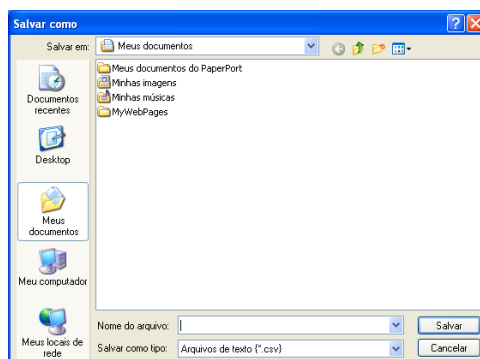 Salvar como
Salvar em:
Meus documentos
Documentos
recentes
Desktop
Meus
documentos
Meu computador
Meus locais de
rede
Meus documentos do PaperPort
Minhas imagens
Minhas músicas
MyWebPages
Nome do arquivo:
Salvar
Salvar como tipo:
Arquivos de texto {*.csv}
Cancelar